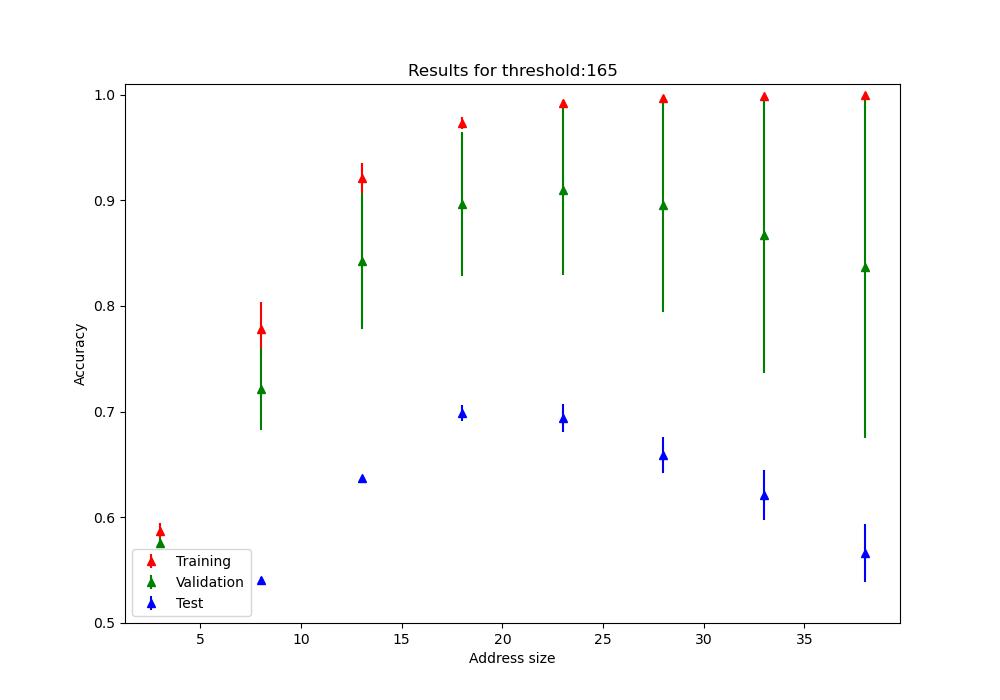 Results for threshold:165
1.0
0.9
0.8
0.7
0.6
0.5
Accuracy
Training
Validation
Test
5 10 15 20 25 30 35
Address size